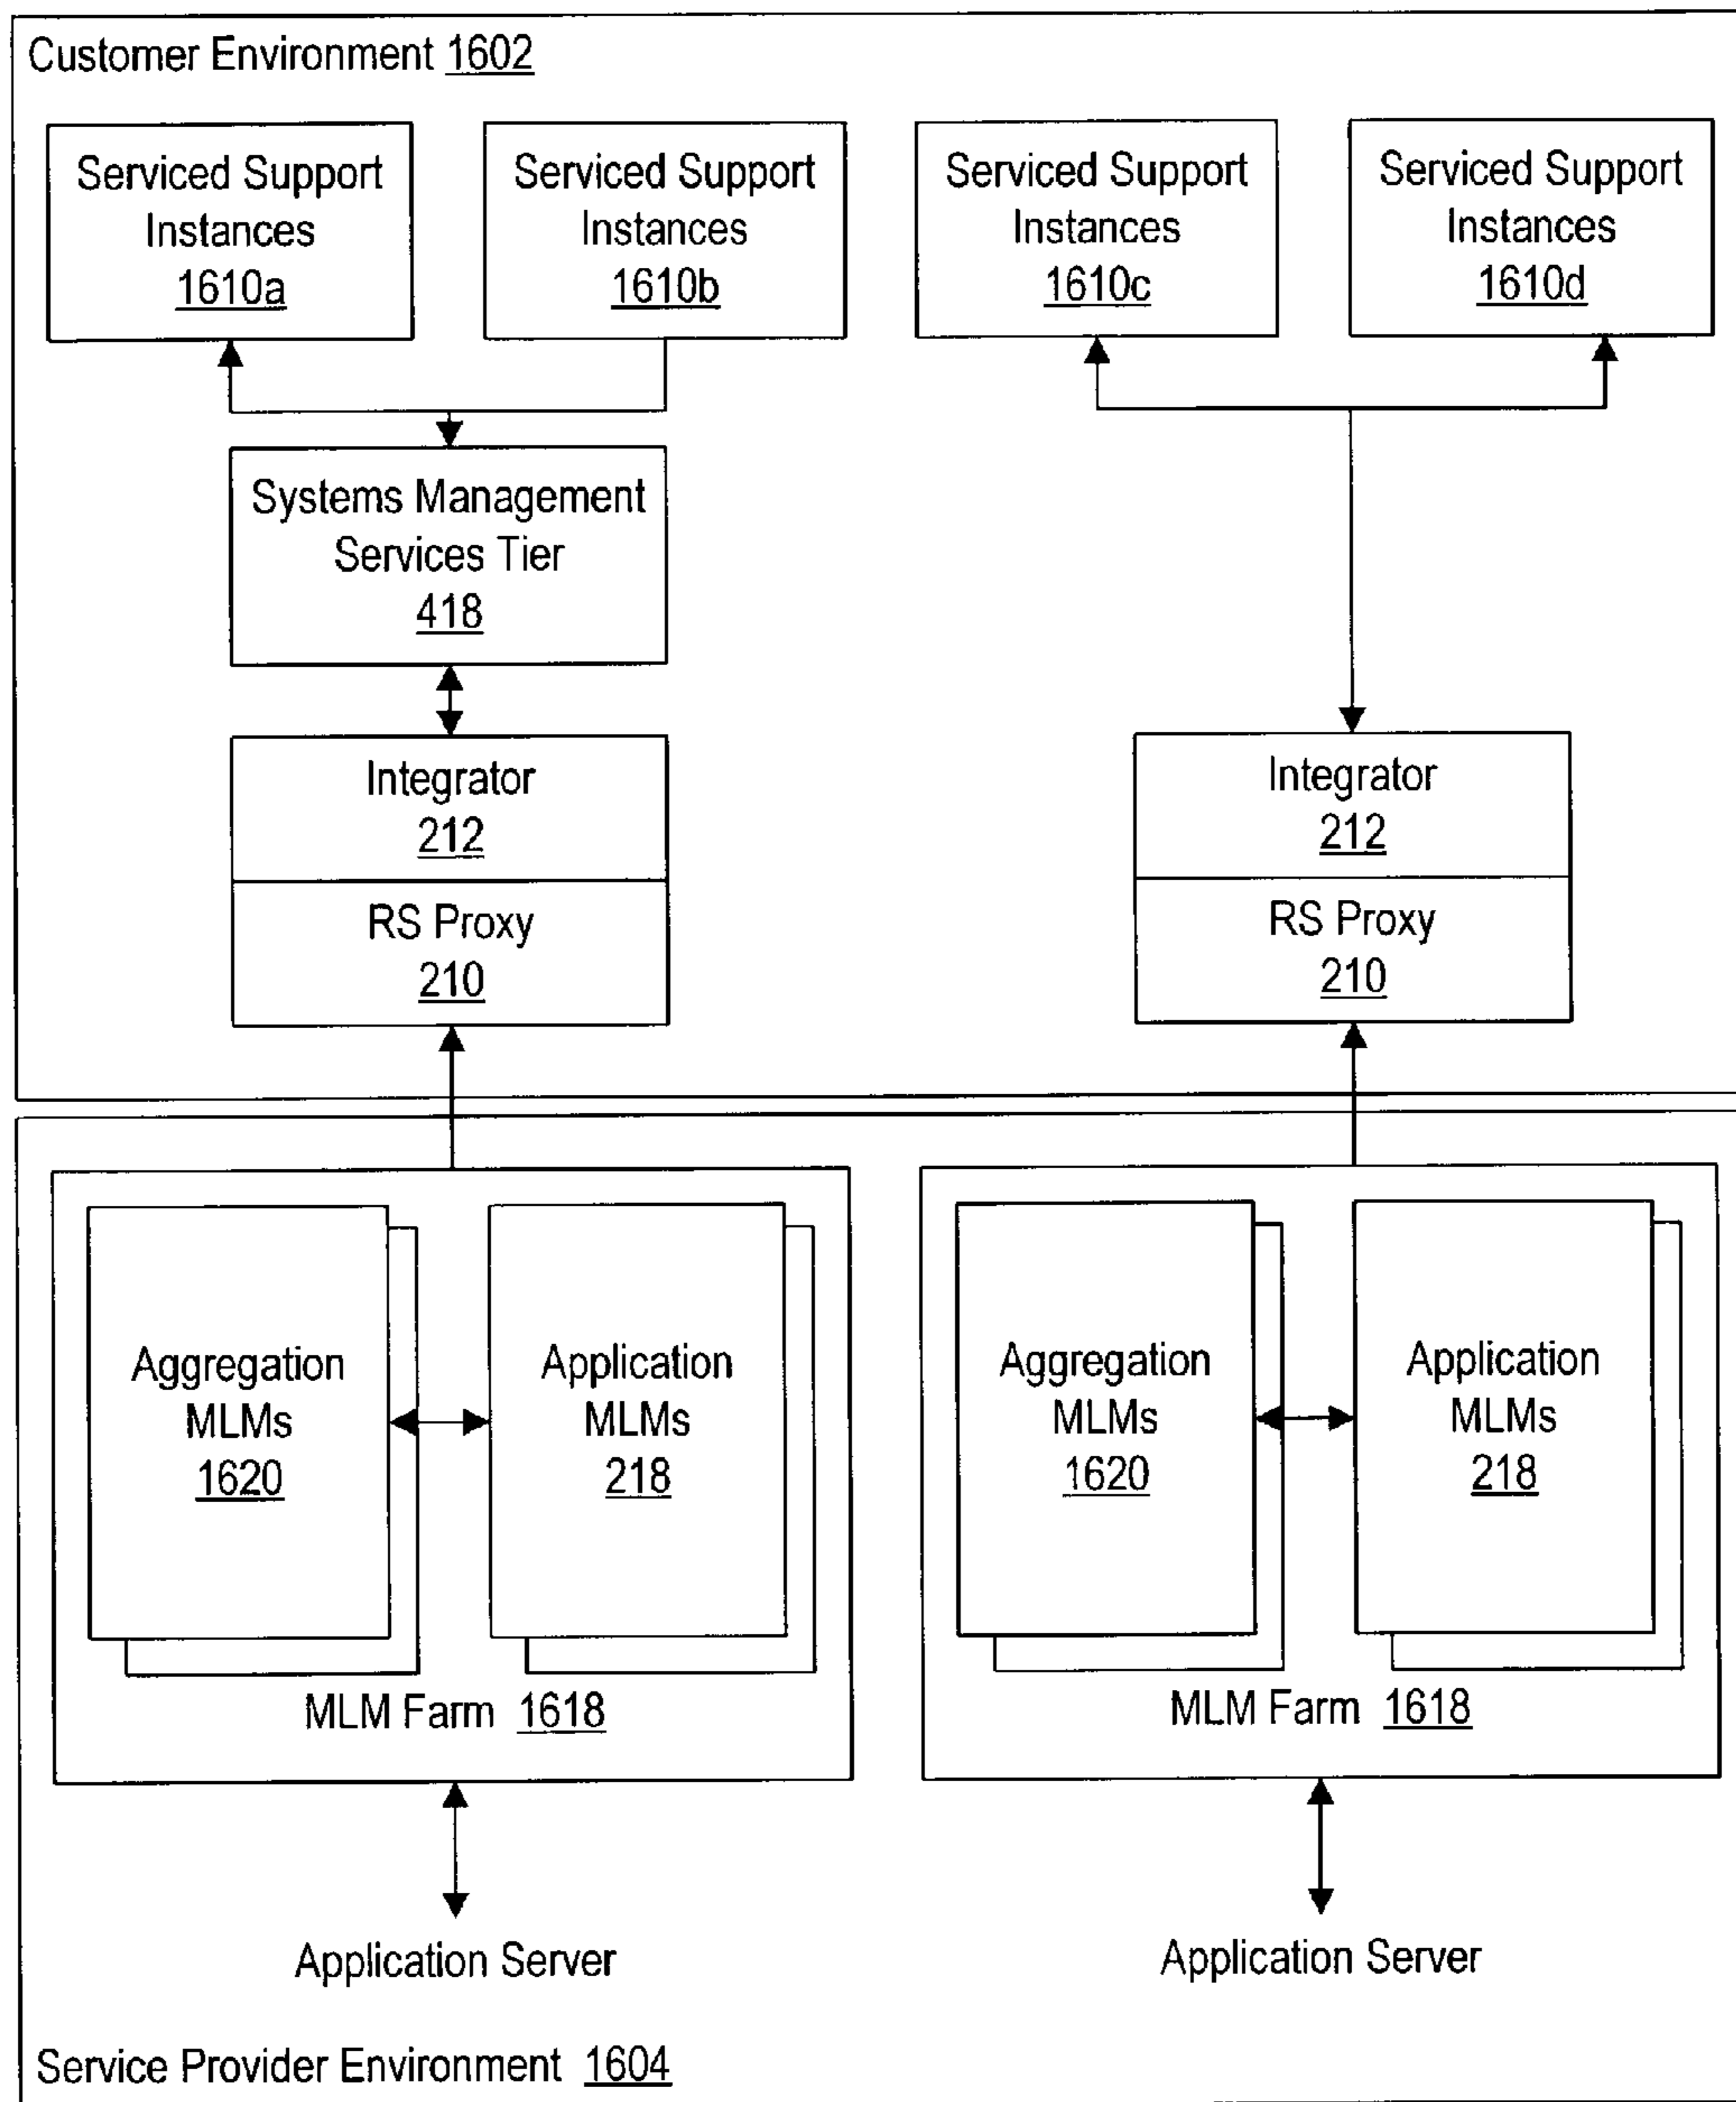 Customer Environment 1602
Serviced Support
Instances
1610a
Serviced Support
Instances
1610b
Serviced Support
Instances
1610c
Serviced Support
Instances
1610d
Systems Management
Services Tier
418
Integrator
212
RS Proxy
210
Integrator
212
RS Proxy
210
Aggregation
MLMs
1620
Application
MLMs
218
MLM Farm 1618
Aggregation
MLMs
1620
Application
MLMs
218
MLM Farm 1618
Application Server
Application Server
Service Provider Environment 1604